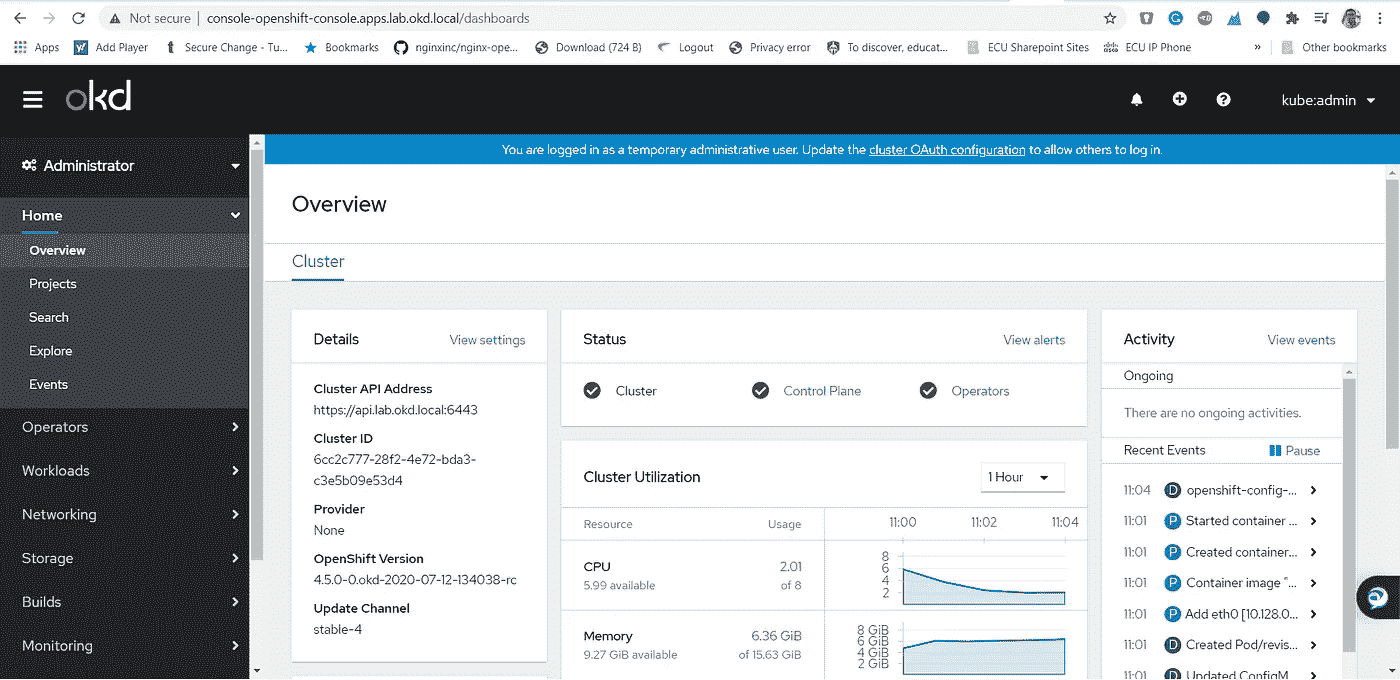 Not secure | console-openshift-console.apps.lab.okd.local/dashboards
Apps Add Player Secure Change - Tu... Bookmarks nginxinc/nginx-ope... Download (724 B) Logout Privacy error To discover, educat... ECU Sharepoint Sites ECU IP Phone » Other bookmarks
okd
kube:admin
Administrator
You are logged in as a temporary administrative user. Update the cluster OAuth configuration to allow others to log in.
Home
Overview
Projects
Search
Explore
Events
Operators
Workloads
Networking
Storage
Builds
Monitoring
Overview
Cluster
Details View settings
Cluster API Address
https://api.lab.okd.local:6443
Cluster ID
6cc2c777-28f2-4e72-bda3-
c3e5b09e53d4
Provider
None
OpenShift Version
4.5.0-0.okd-2020-07-12-134038-rc
Update Channel
stable-4
Status View alerts
Cluster Control Plane Operators
Cluster Utilization 1 Hour
Resource Usage 11:00 11:02 11:04
CPU 2.01
5.99 available of 8
8
6
4
2
Memory 6.36 GiB
9.27 GiB available of 15.63 GiB
8 GiB
6 GiB
4 GiB
2 GiB
Activity View events
Ongoing
There are no ongoing activities.
Recent Events Pause
11:04 D openshift-config-...
11:01 P Started container ...
11:01 P Created container...
11:01 P Container image "...
11:01 P Add eth0 [10.128.0...
11:01 D Created Pod/revis...
11:01 D Updated ConfigM...